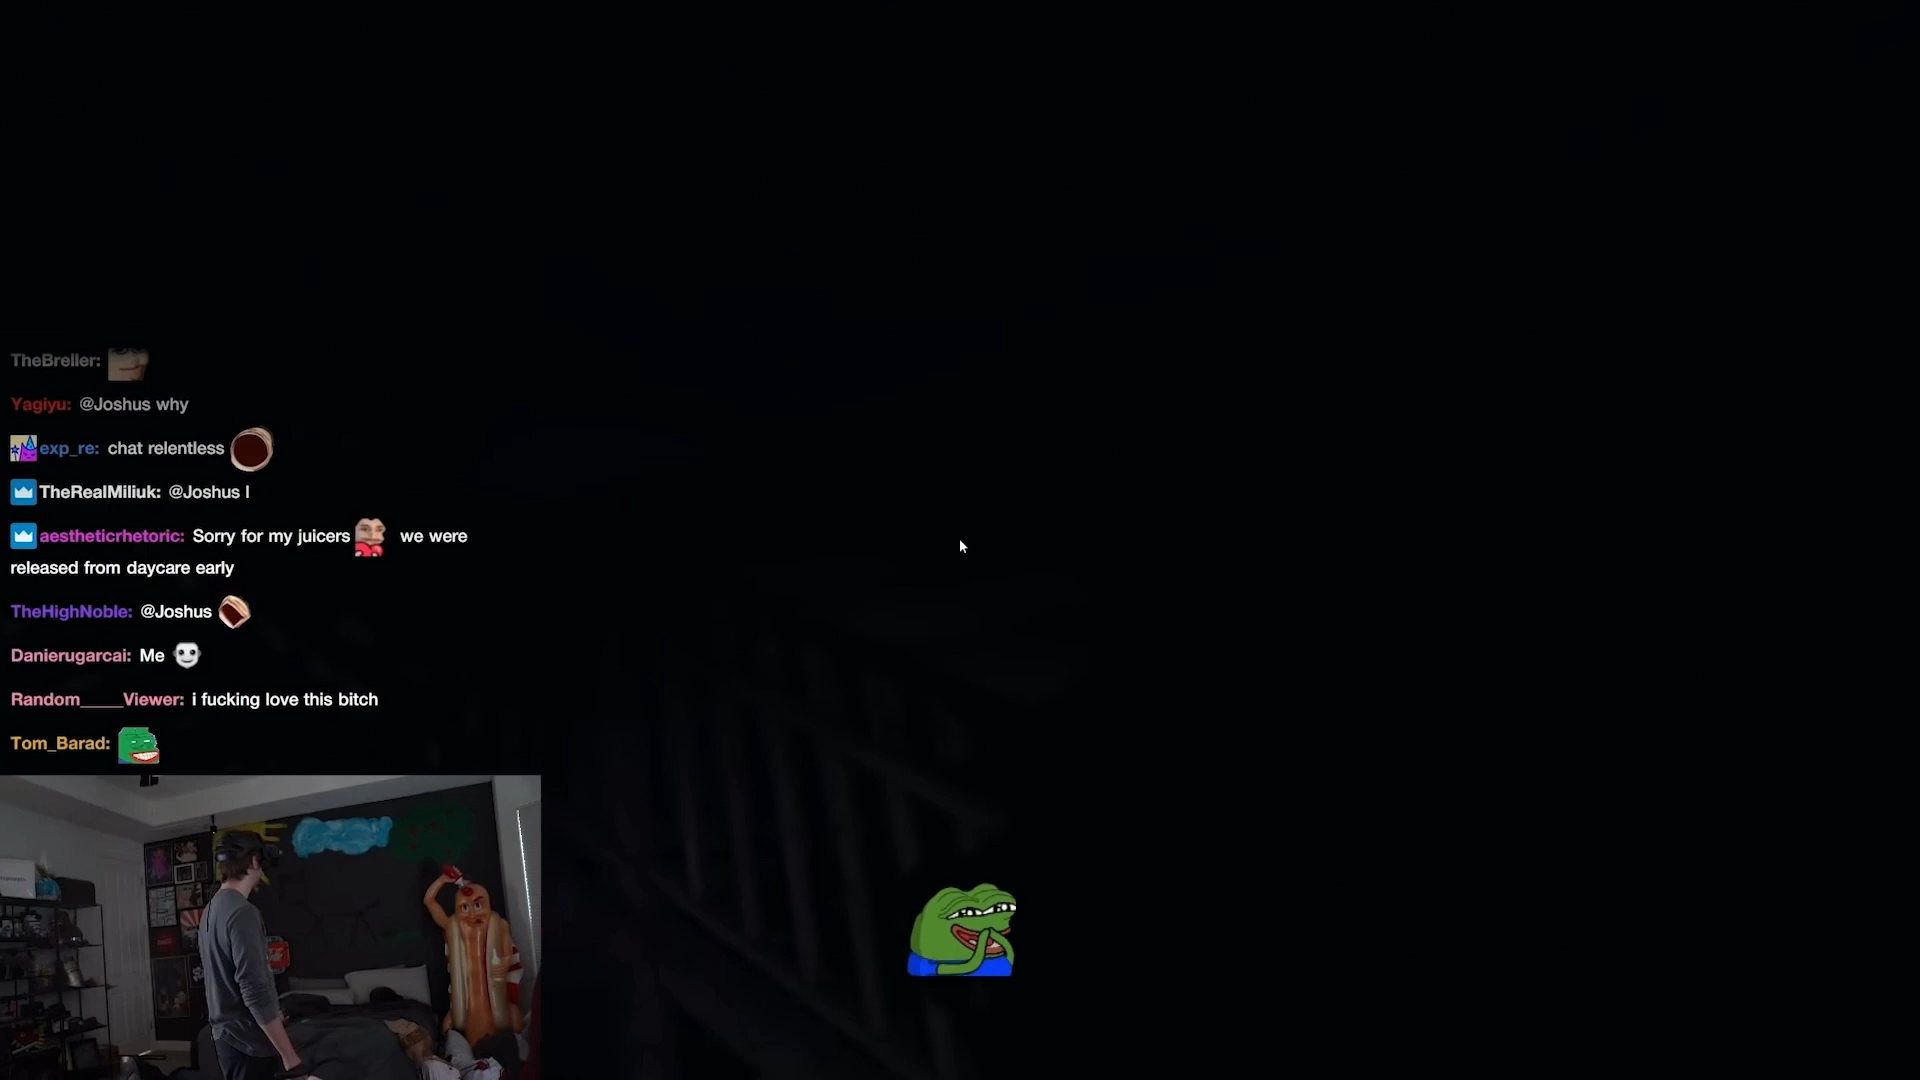 TheBreller:
Yagiyu: @Joshus why
exp_re: chat relentless
TheRealMiliuk: @Joshus I
aestheticrhetoric: Sorry for my juicers we were
released from daycare early
TheHighNoble: @Joshus
Danierugarcai: Me
Random_____Viewer: i fucking love this bitch
Tom_Barad: